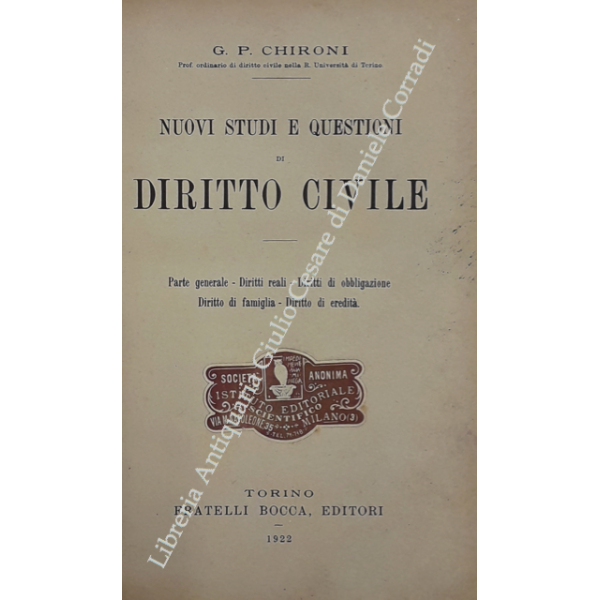 G. P. CHIRONI
Prof. ordinario di diritto civile nella R. Università di Torino
NUOVI STUDI E QUESTIONI
DI
DIRITTO CIVILE
Parte generale - Diritti reali - Diritti di obbligazione
Diritto di famiglia - Diritto di eredità.
SOCIETÀ ANONIMA
ISTITUTO EDITORIALE
SCIENTIFICO
MILANO (3)
TORINO
FRATELLI BOCCA, EDITORI
1922
Libreria Antiquaria Giulio Cesare di Daniele Corradi